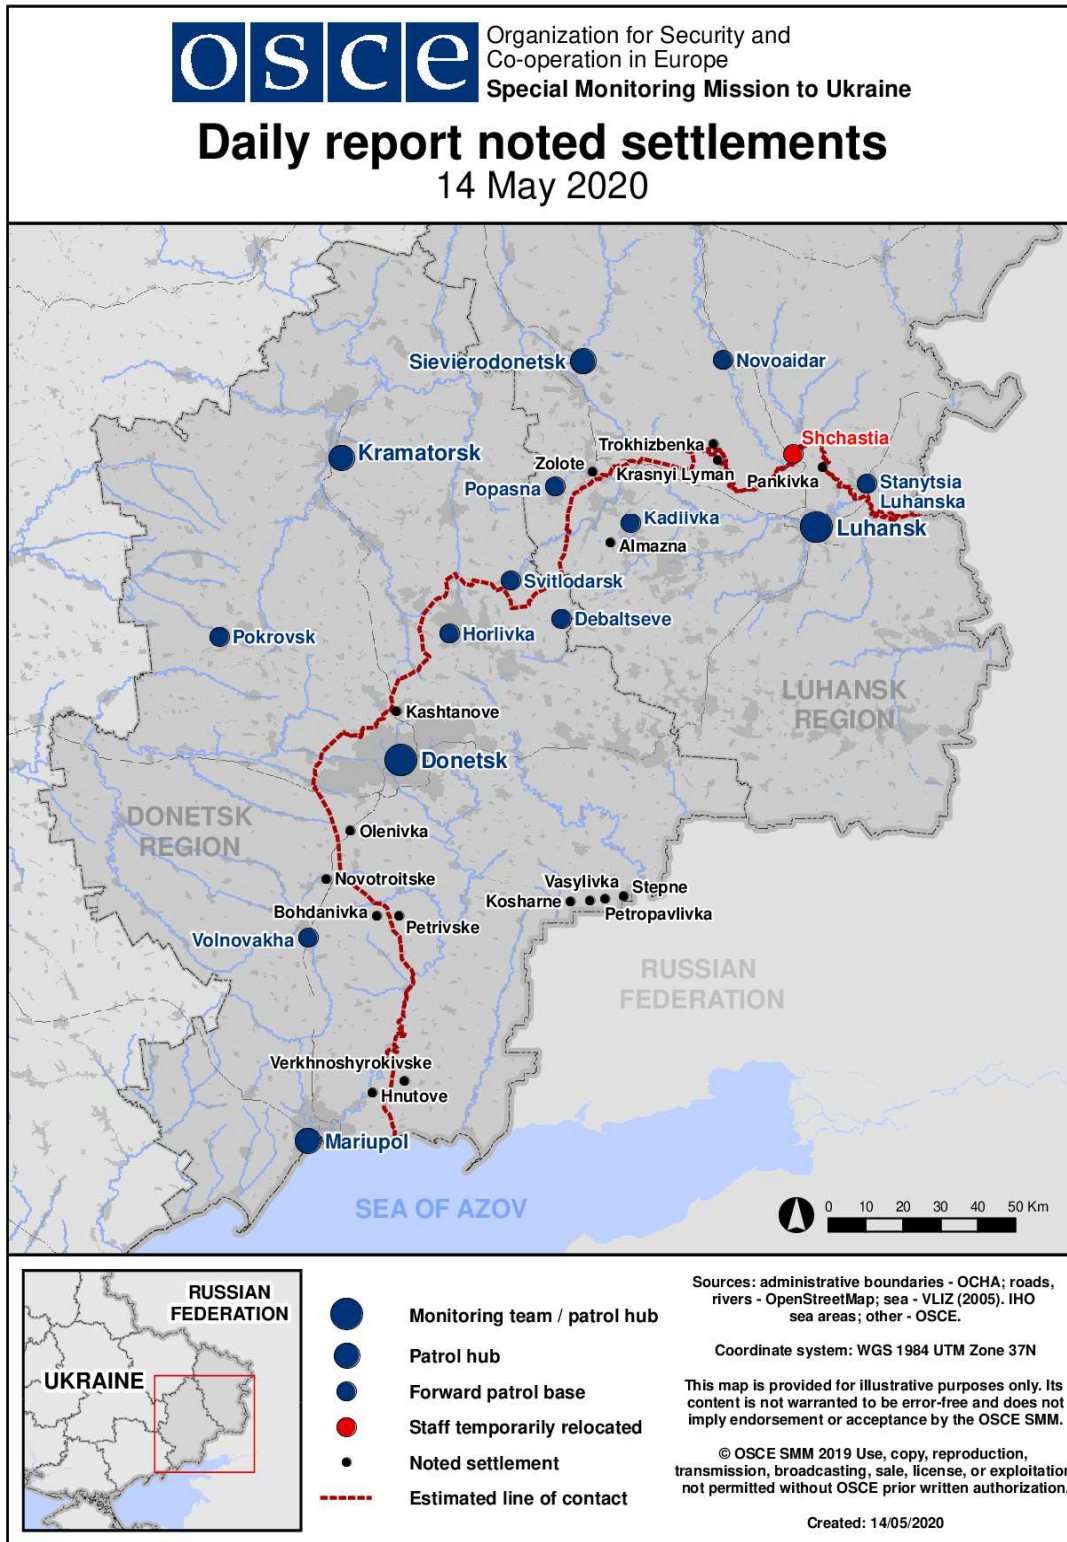 osce
Organization for Security and
Co-operation in Europe
Special Monitoring Mission to Ukraine
Daily report noted settlements
14 May 2020
Sievierodonetsk
Novoaidar
Trokhizbenka
Shchastia
Kramatorsk
Zolote
Krasnyi Lyman
Pankivka
Popasna
Stanytsia
Luhanska
Kadiivka
Luhansk
Almazna
Svitlodarsk
Debaltseve
Pokrovsk
Horlivka
LUHANSK
REGION
Kashtanove
Donetsk
DONETSK
REGION
Olenivka
Novotroitske
Vasylivka
Stepne
Kosharne
Petropavlivka
Bohdanivka
Petrivske
Volnovakha
RUSSIAN
FEDERATION
Verkhnoshyrokivske
Hnutove
Mariupol
SEA OF AZOV
0 10 20 30 40 50 Km
RUSSIAN
FEDERATION
UKRAINE
Monitoring team / patrol hub
Patrol hub
Forward patrol base
Staff temporarily relocated
Noted settlement
Estimated line of contact
Sources: administrative boundaries - OCHA; roads,
rivers - OpenStreetMap; sea - VLIZ (2005). IHO
sea areas; other - OSCE.
Coordinate system: WGS 1984 UTM Zone 37N
This map is provided for illustrative purposes only. Its
content is not warranted to be error-free and does not
imply endorsement or acceptance by the OSCE SMM.
© OSCE SMM 2019 Use, copy, reproduction,
transmission, broadcasting, sale, license, or exploitation
not permitted without OSCE prior written authorization.
Created: 14/05/2020